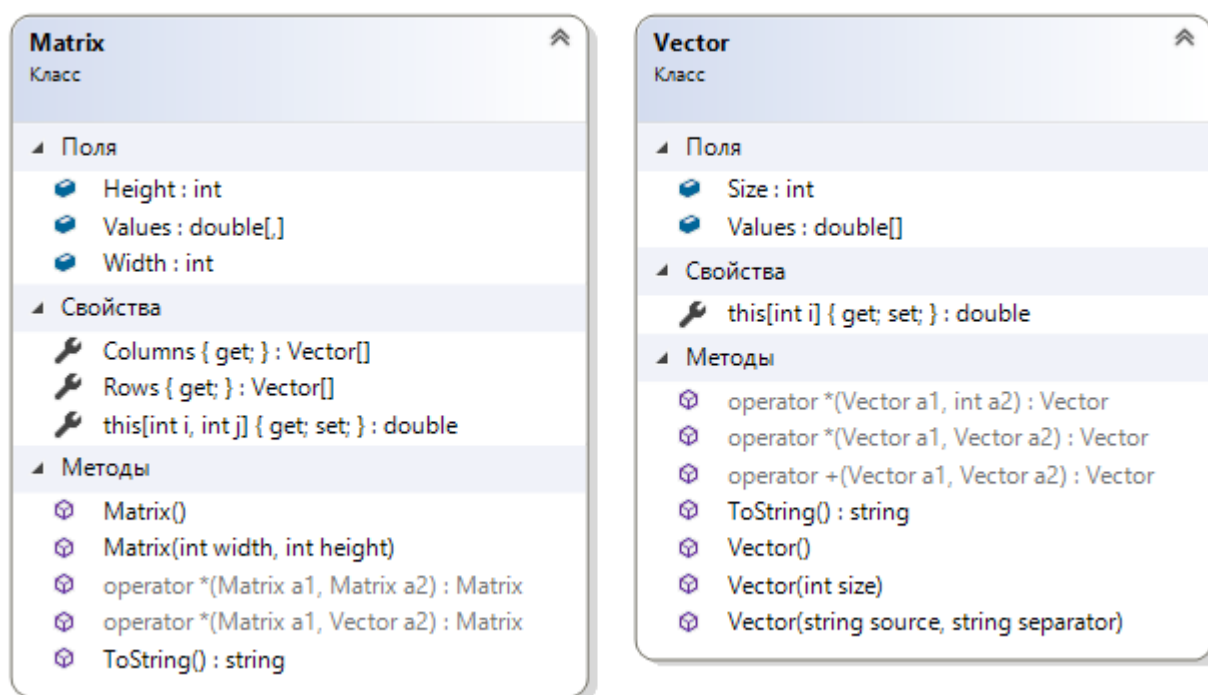 Matrix
Класс
Поля
Height : int
Values : double[,]
Width : int
Свойства
Columns { get; } : Vector[]
Rows { get; } : Vector[]
this[int i, int j] { get; set; } : double
Методы
Matrix()
Matrix(int width, int height)
operator *(Matrix a1, Matrix a2) : Matrix
operator *(Matrix a1, Vector a2) : Matrix
ToString() : string
Vector
Класс
Поля
Size : int
Values : double[]
Свойства
this[int i] { get; set; } : double
Методы
operator *(Vector a1, int a2) : Vector
operator *(Vector a1, Vector a2) : Vector
operator +(Vector a1, Vector a2) : Vector
ToString() : string
Vector()
Vector(int size)
Vector(string source, string separator)